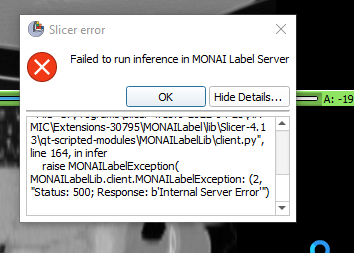 Slicer error
Failed to run inference in MONAI Label Server
OK
Hide Details...
A: -19
MIC\Extensions-30795\MONAILabel\lib\Slicer-4.1
3\qt-scripted-modules\MONAILabelLib\client.py",
line 164, in infer
raise MONAILabelException(
MONAILabelLib.client.MONAILabelException: (2,
"Status: 500; Response: b'Internal Server Error'")